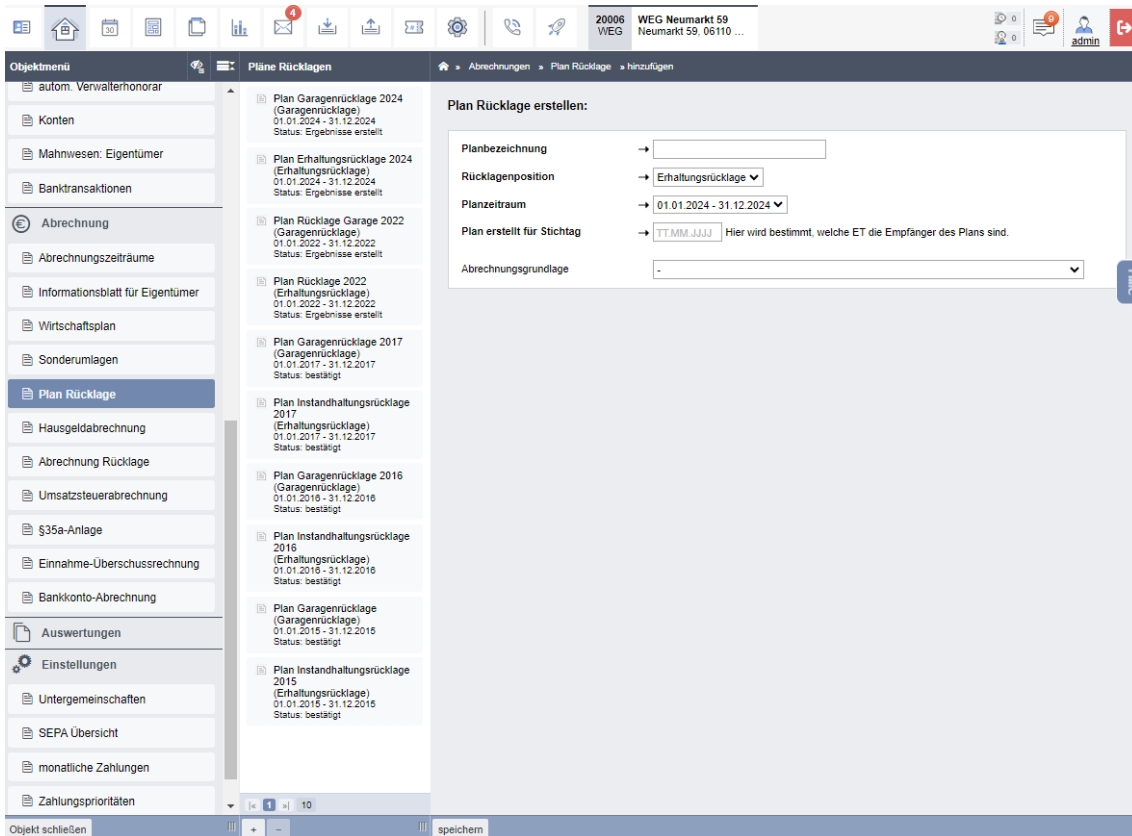 4
30
20006
WEG
WEG Neumarkt 59
Neumarkt 59, 06110 ...
0
0
9
admin
Objektmenü
autom. Verwalterhonorar
Konten
Mahnwesen: Eigentümer
Banktransaktionen
Abrechnung
Abrechnungszeiträume
Informationsblatt für Eigentümer
Wirtschaftsplan
Sonderumlagen
Plan Rücklage
Hausgeldabrechnung
Abrechnung Rücklage
Umsatzsteuerabrechnung
§35a-Anlage
Einnahme-Überschussrechnung
Bankkonto-Abrechnung
Auswertungen
Einstellungen
Untergemeinschaften
SEPA Übersicht
monatliche Zahlungen
Zahlungsprioritäten
Objekt schließen
Pläne Rücklagen
Plan Garagenrücklage 2024
(Garagenrücklage)
01.01.2024 - 31.12.2024
Status: Ergebnisse erstellt
Plan Erhaltungsrücklage 2024
(Erhaltungsrücklage)
01.01.2024 - 31.12.2024
Status: Ergebnisse erstellt
Plan Rücklage Garage 2022
(Garagenrücklage)
01.01.2022 - 31.12.2022
Status: Ergebnisse erstellt
Plan Rücklage 2022
(Erhaltungsrücklage)
01.01.2022 - 31.12.2022
Status: Ergebnisse erstellt
Plan Garagenrücklage 2017
(Garagenrücklage)
01.01.2017 - 31.12.2017
Status: bestätigt
Plan Instandhaltungsrücklage
2017
(Erhaltungsrücklage)
01.01.2017 - 31.12.2017
Status: bestätigt
Plan Garagenrücklage 2016
(Garagenrücklage)
01.01.2016 - 31.12.2016
Status: bestätigt
Plan Instandhaltungsrücklage
2016
(Erhaltungsrücklage)
01.01.2016 - 31.12.2016
Status: bestätigt
Plan Garagenrücklage
(Garagenrücklage)
01.01.2015 - 31.12.2015
Status: bestätigt
Plan Instandhaltungsrücklage
2015
(Erhaltungsrücklage)
01.01.2015 - 31.12.2015
Status: bestätigt
|« 1 »| 10
+ -
» Abrechnungen » Plan Rücklage » hinzufügen
Plan Rücklage erstellen:
Planbezeichnung →
Rücklagenposition → Erhaltungsrücklage
Planzeitraum → 01.01.2024 - 31.12.2024
Plan erstellt für Stichtag → TT.MM.JJJJ Hier wird bestimmt, welche ET die Empfänger des Plans sind.
Abrechnungsgrundlage -
speichern